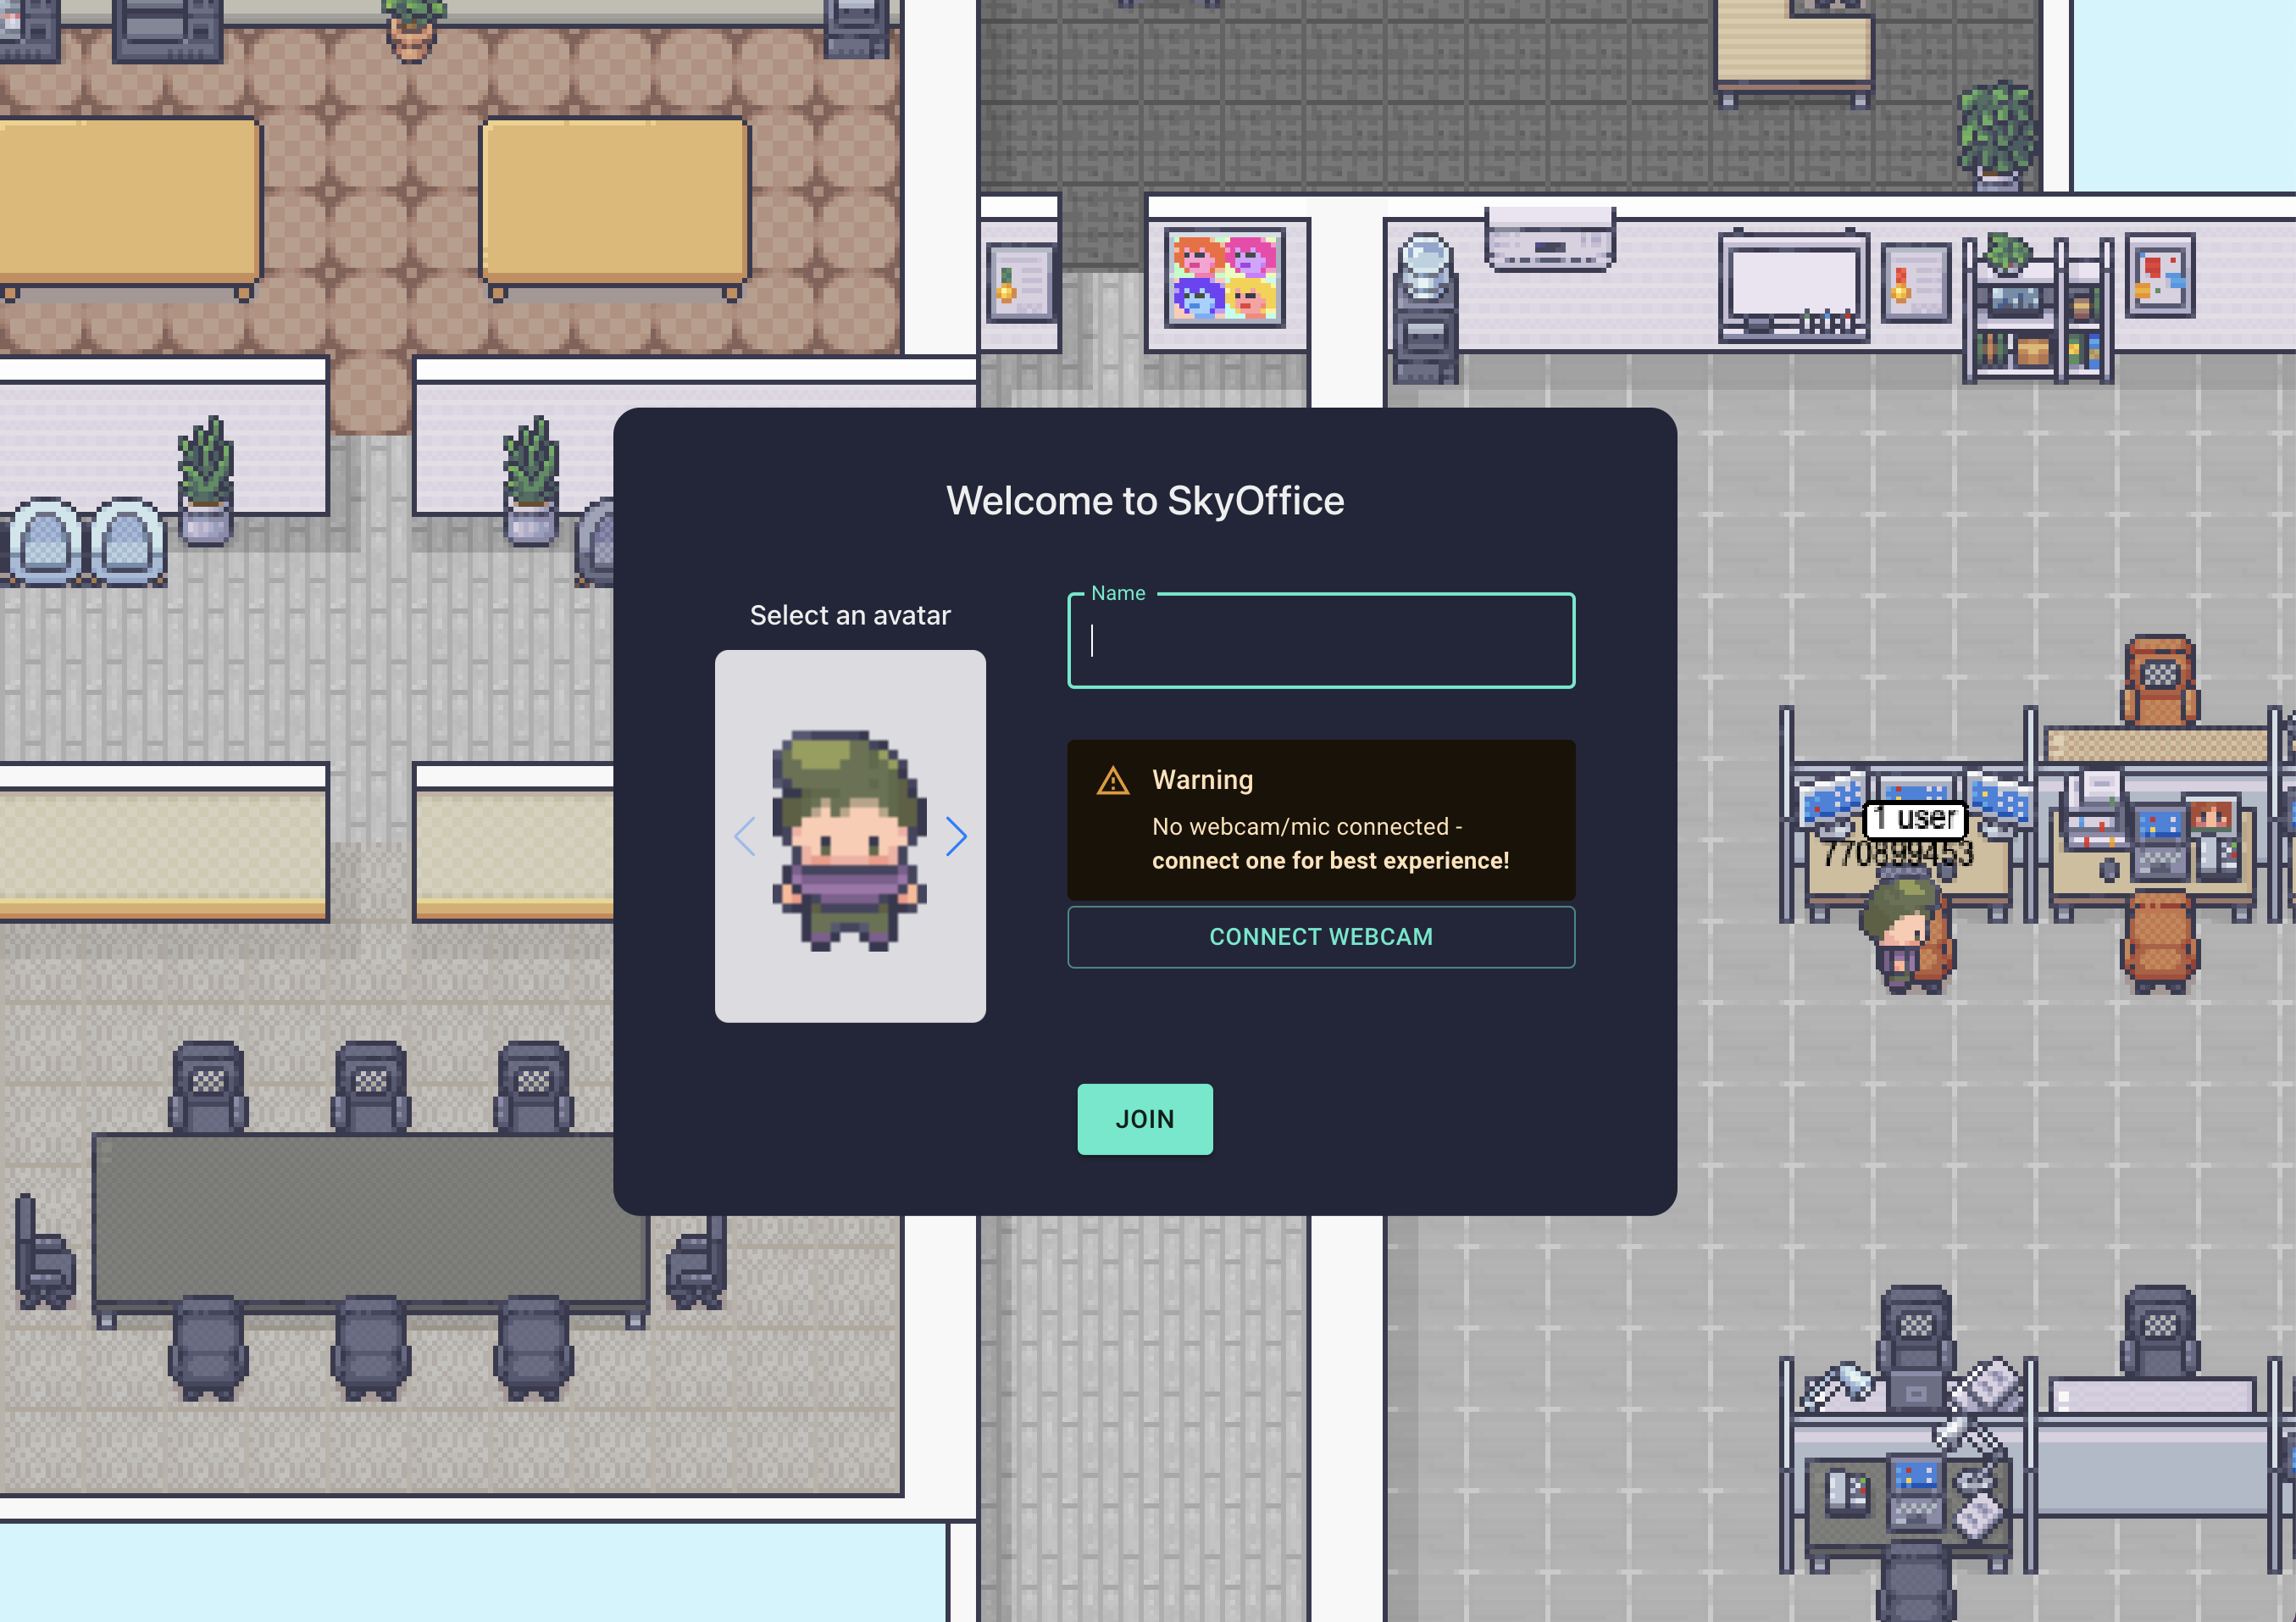 Welcome to SkyOffice
Select an avatar
Name
Warning
No webcam/mic connected -
connect one for best experience!
CONNECT WEBCAM
JOIN
1 user
770899453